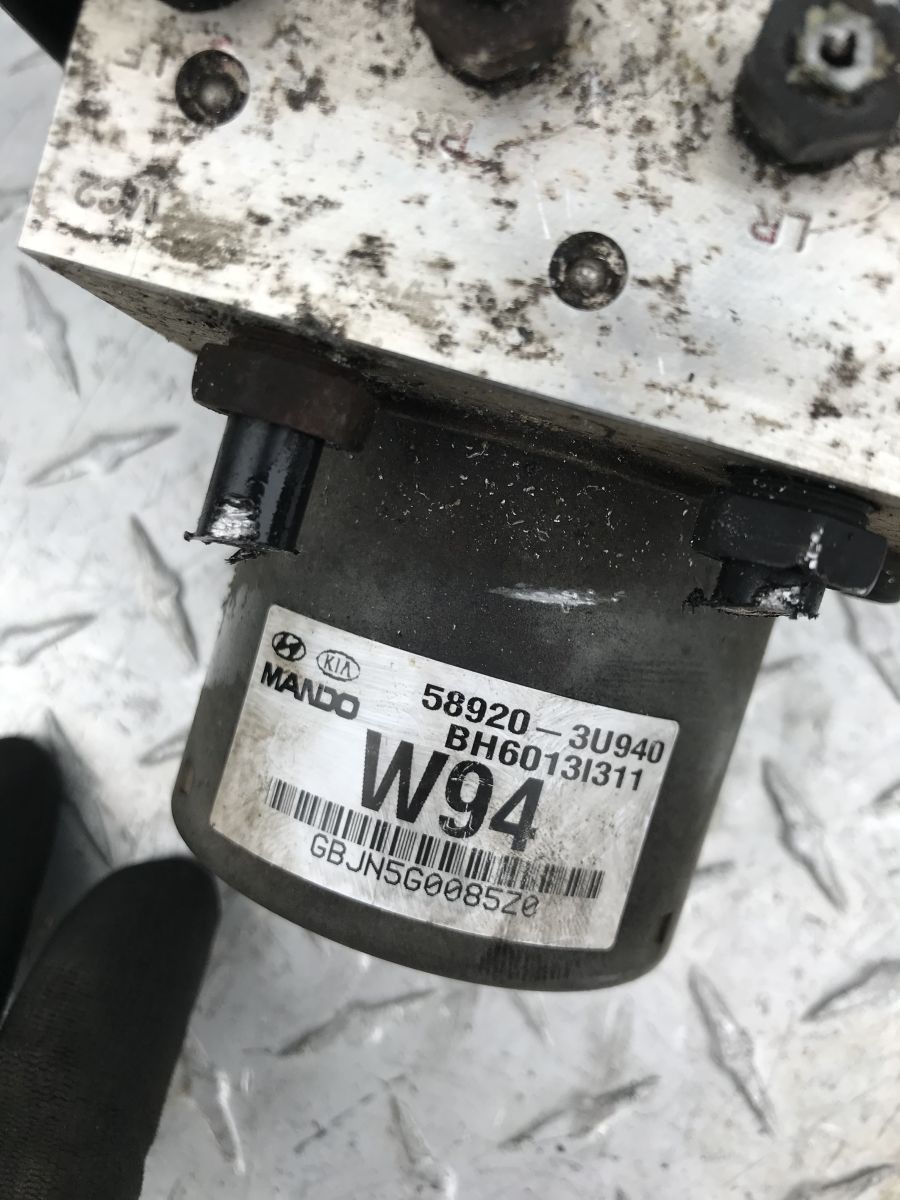 LF
RR
MC2
LR
KIA
MANDO
58920-3U940
BH6013I311
W94
GBJN5G0085Z0